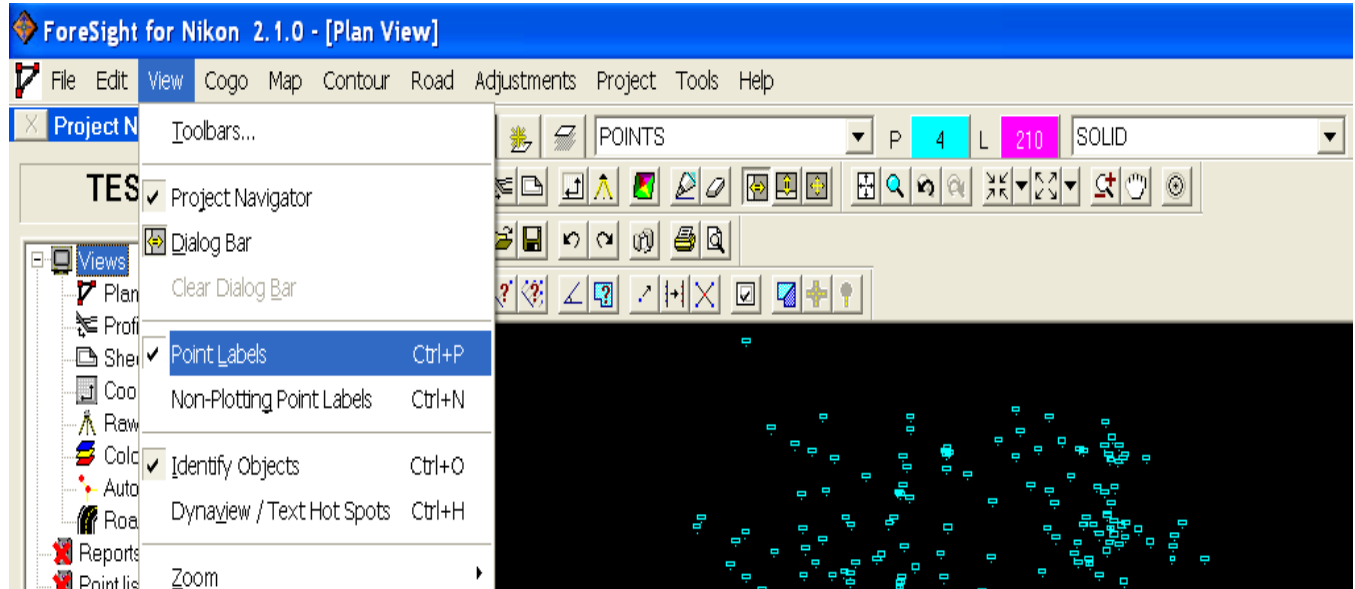 ForeSight for Nikon 2.1.0 - [Plan View]
File Edit View Cogo Map Contour Road Adjustments Project Tools Help
Project N
POINTS P 4 L 210 SOLID
TES
Toolbars...
Project Navigator
Dialog Bar
Clear Dialog Bar
Point Labels Ctrl+P
Non-Plotting Point Labels Ctrl+N
Identify Objects Ctrl+O
Dynaview / Text Hot Spots Ctrl+H
Zoom
Views
Plan
Profi
She
Coo
Raw
Colo
Auto
Roa
Reports
Point lis